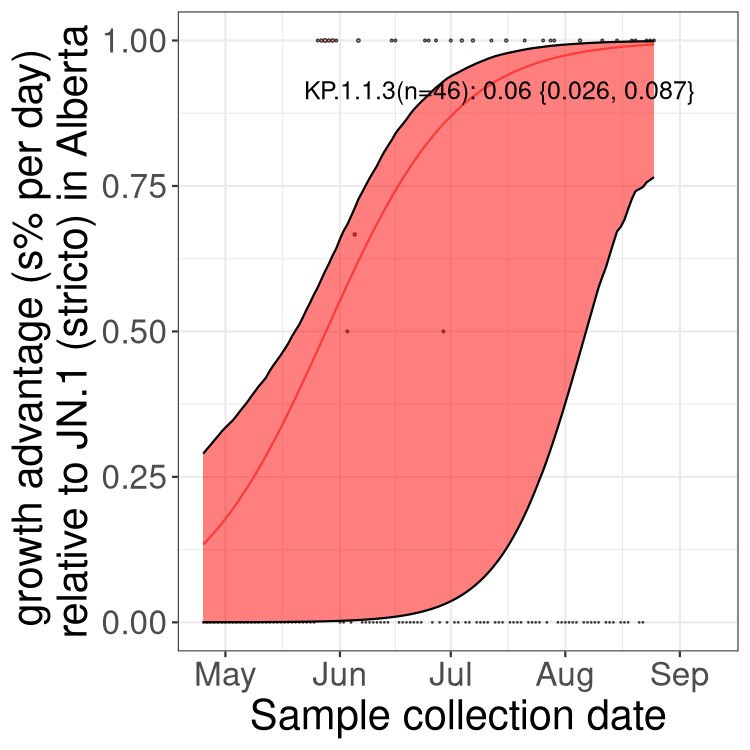 growth advantage (s% per day)
relative to JN.1 (stricto) in Alberta
1.00
0.75
0.50
0.25
0.00
KP.1.1.3(n=46): 0.06 {0.026, 0.087}
May Jun Jul Aug Sep
Sample collection date